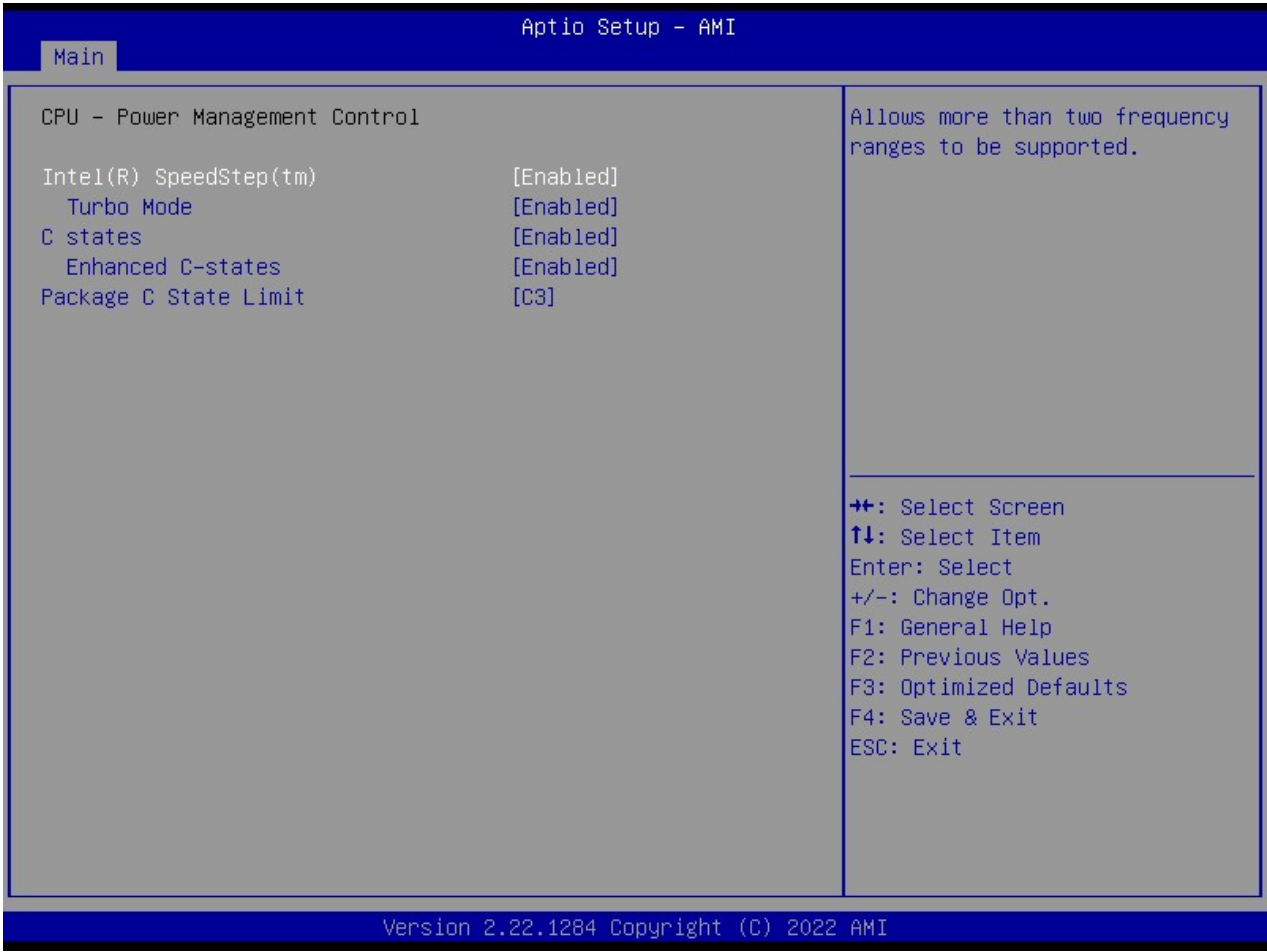 Aptio Setup – AMI
Main
CPU – Power Management Control
Intel(R) SpeedStep(tm) [Enabled]
Turbo Mode [Enabled]
C states [Enabled]
Enhanced C-states [Enabled]
Package C State Limit [C3]
Allows more than two frequency
ranges to be supported.
→←: Select Screen
↑↓: Select Item
Enter: Select
+/-: Change Opt.
F1: General Help
F2: Previous Values
F3: Optimized Defaults
F4: Save & Exit
ESC: Exit
Version 2.22.1284 Copyright (C) 2022 AMI